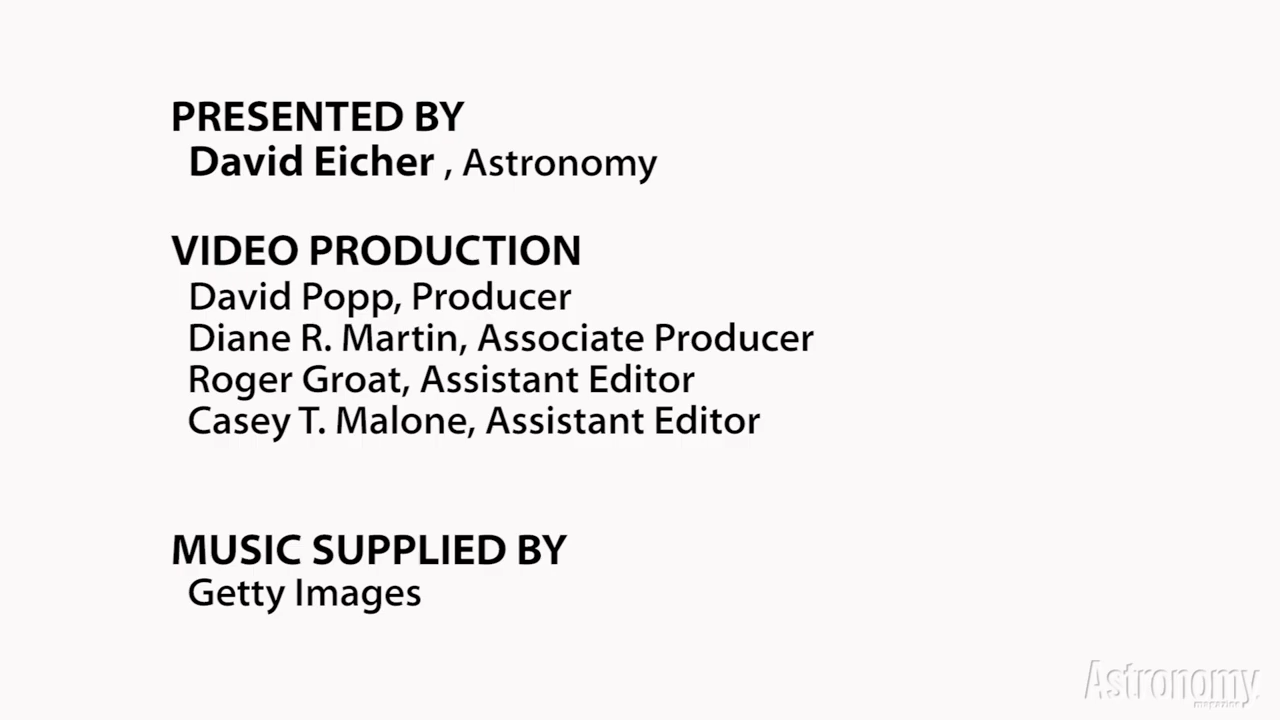 PRESENTED BY
David Eicher , Astronomy
VIDEO PRODUCTION
David Popp, Producer
Diane R. Martin, Associate Producer
Roger Groat, Assistant Editor
Casey T. Malone, Assistant Editor
MUSIC SUPPLIED BY
Getty Images
Astronomy
magazine